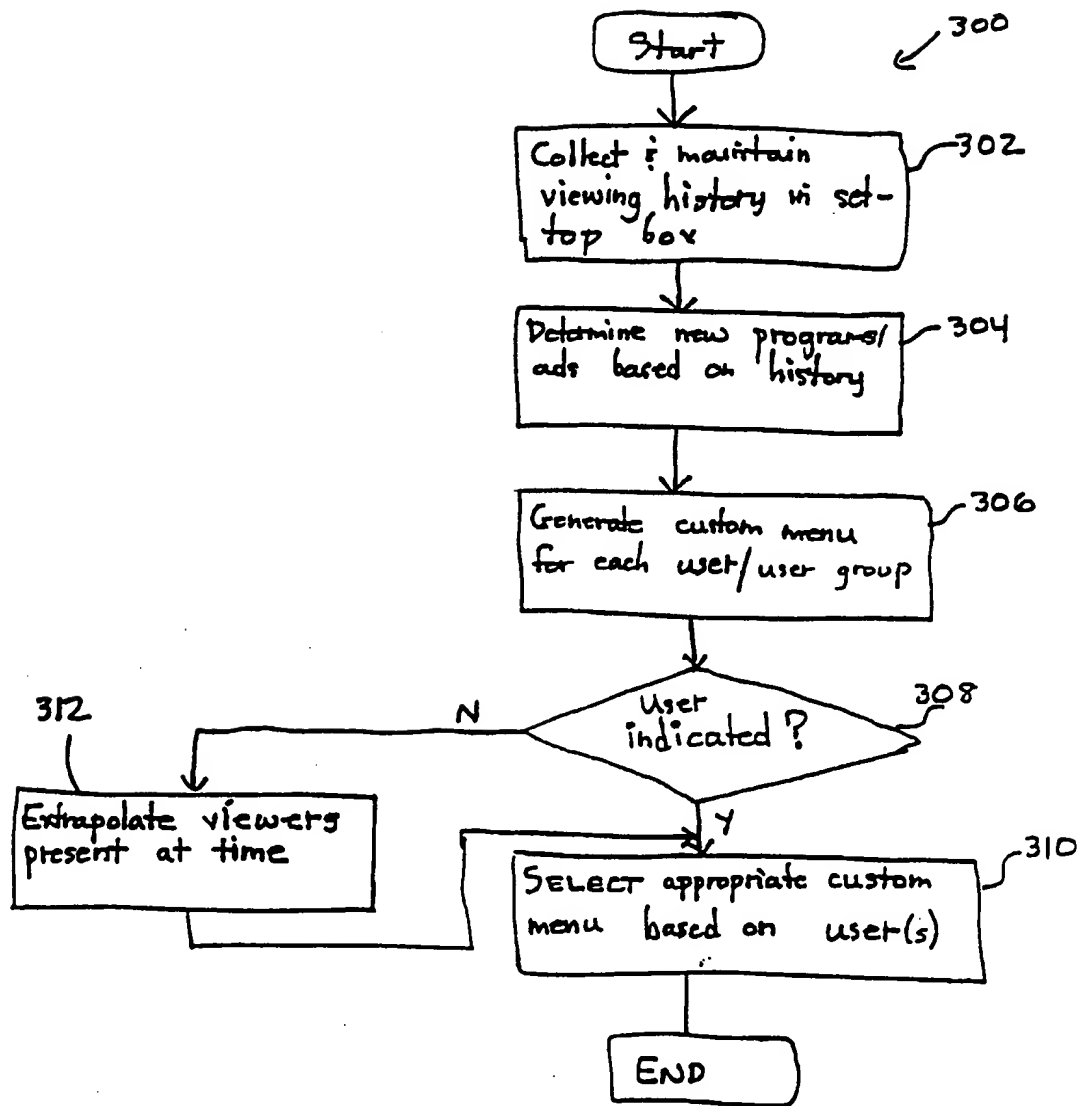 Start
300
Collect & maintain
viewing history in set-
top box
302
Determine new programs/
ads based on history
304
Generate custom menu
for each user/user group
306
User
indicated?
308
N
Y
312
Extrapolate viewers
present at time
SELECT appropriate custom
menu based on user(s)
310
END